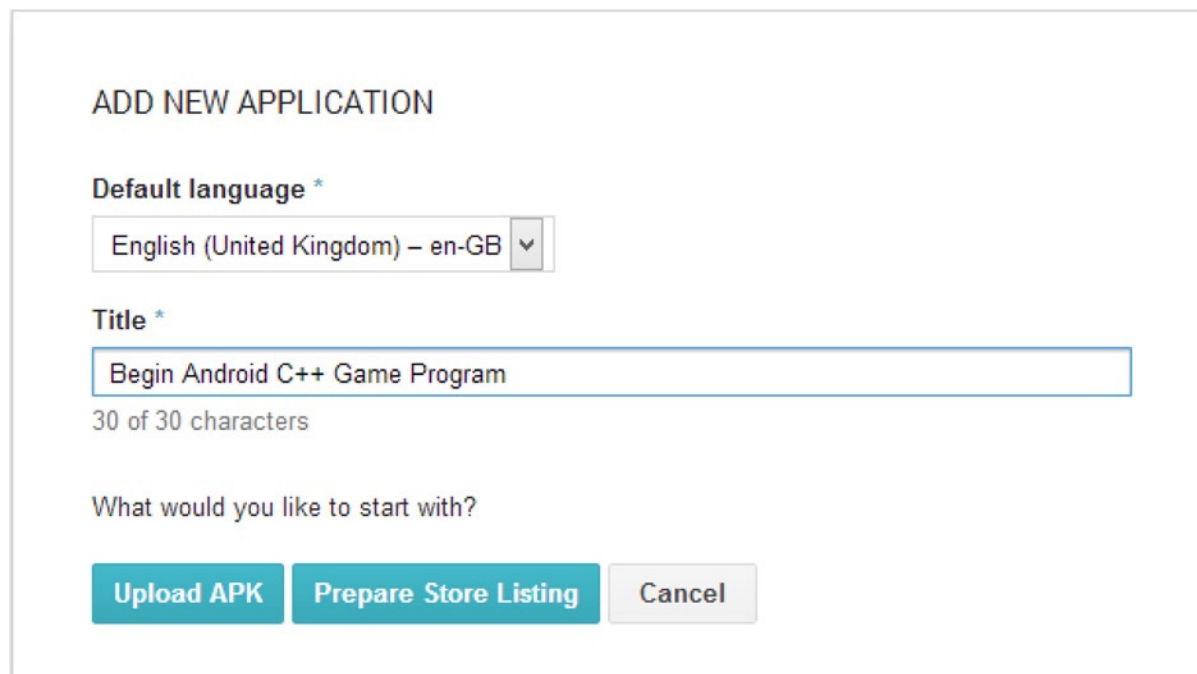 ADD NEW APPLICATION
Default language *
English (United Kingdom) – en-GB
Title *
Begin Android C++ Game Program
30 of 30 characters
What would you like to start with?
Upload APK Prepare Store Listing Cancel